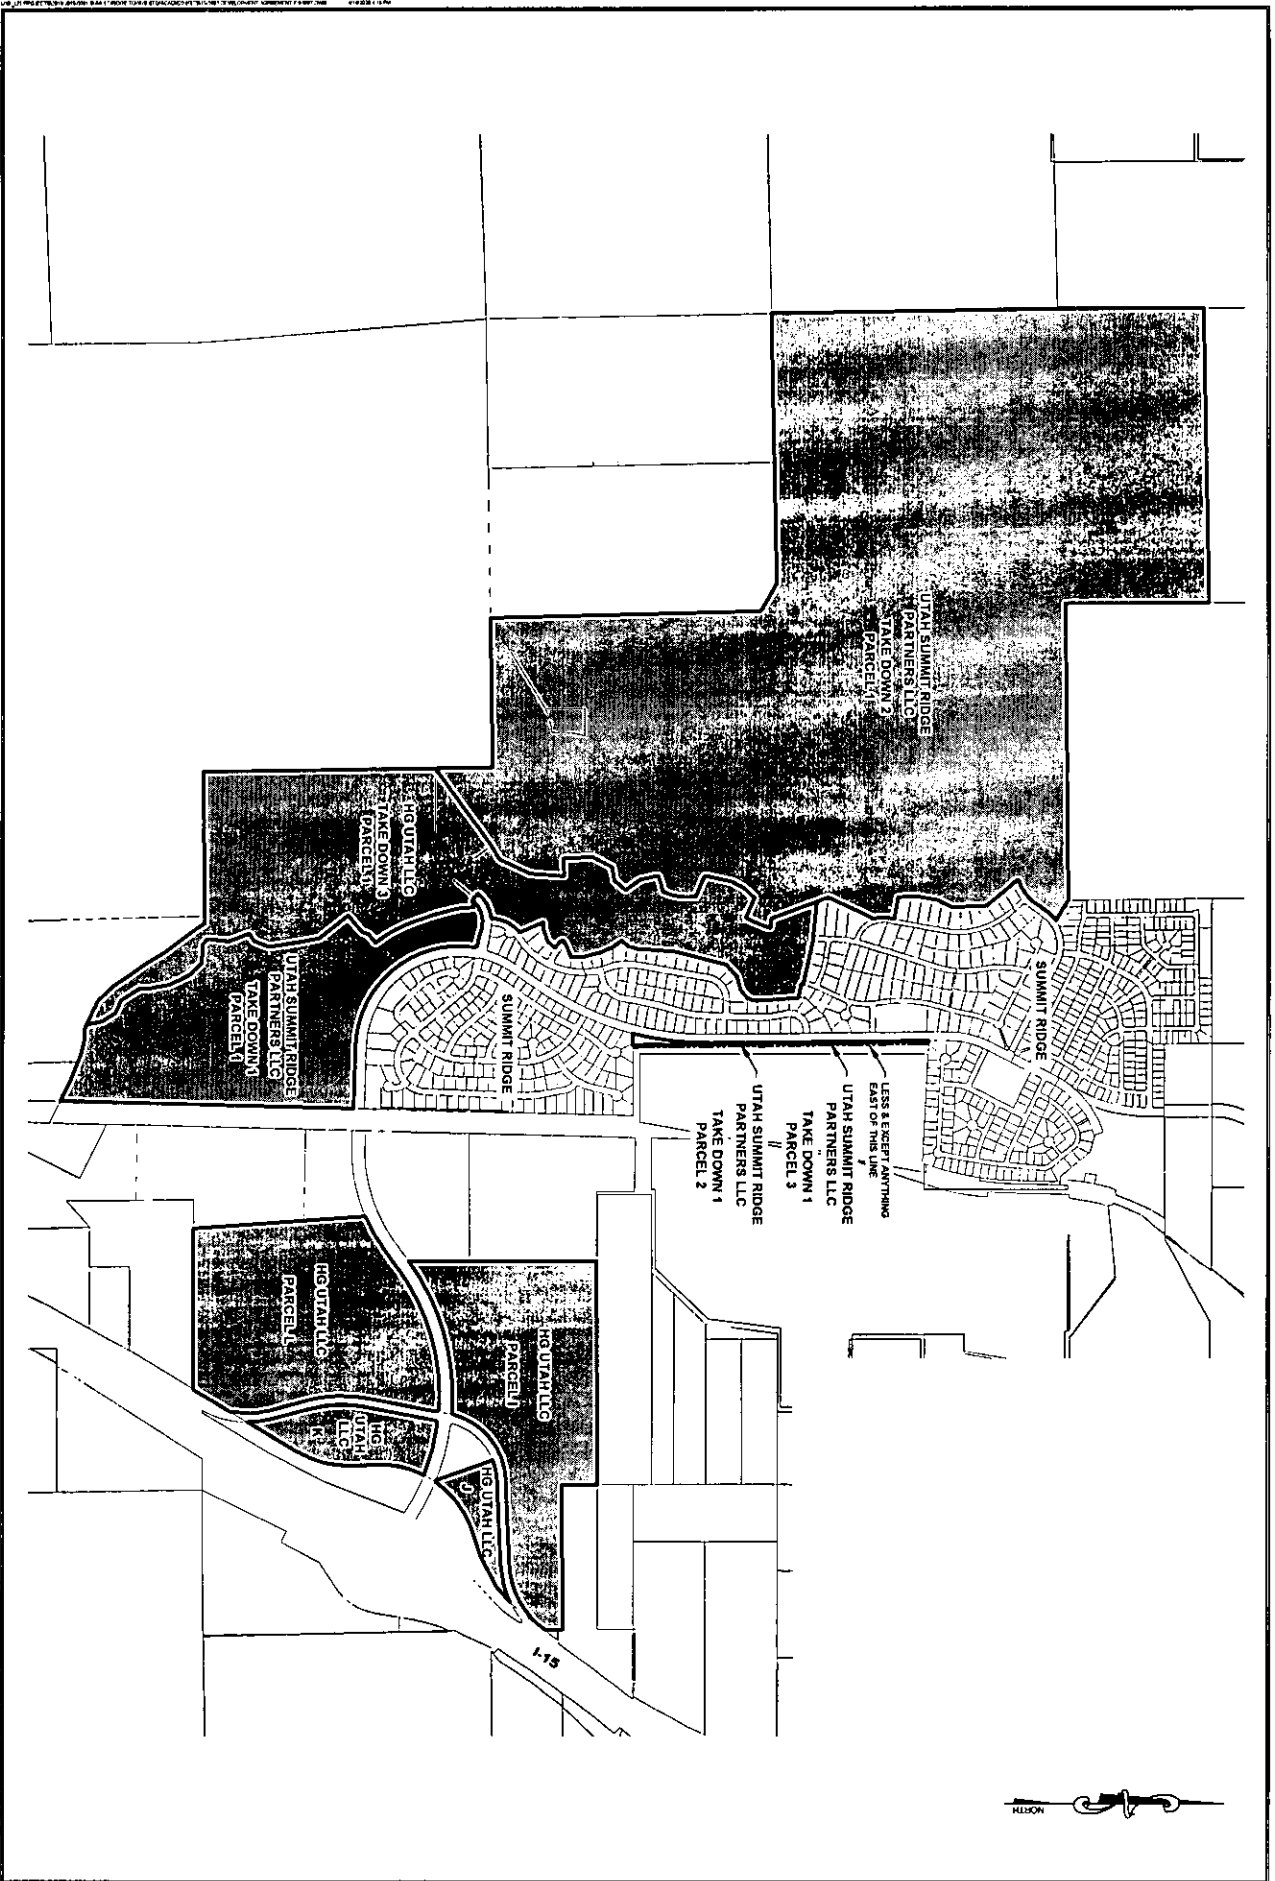 UTAH SUMMIT RIDGE
PARTNERS LLC
TAKE DOWN 2
PARCEL 1
SUMMIT RIDGE
HG UTAH LLC
TAKE DOWN 3
PARCEL 1
UTAH SUMMIT RIDGE
PARTNERS LLC
TAKE DOWN 1
PARCEL 1
SUMMIT RIDGE
LESS & EXCEPT ANYTHING
EAST OF THIS LINE
UTAH SUMMIT RIDGE
PARTNERS LLC
TAKE DOWN 1
PARCEL 3
UTAH SUMMIT RIDGE
PARTNERS LLC
TAKE DOWN 1
PARCEL 2
HG UTAH LLC
PARCEL L
HG UTAH LLC
PARCEL I
HG
UTAH
LLC
K
HG UTAH LLC
J
I-15
NORTH